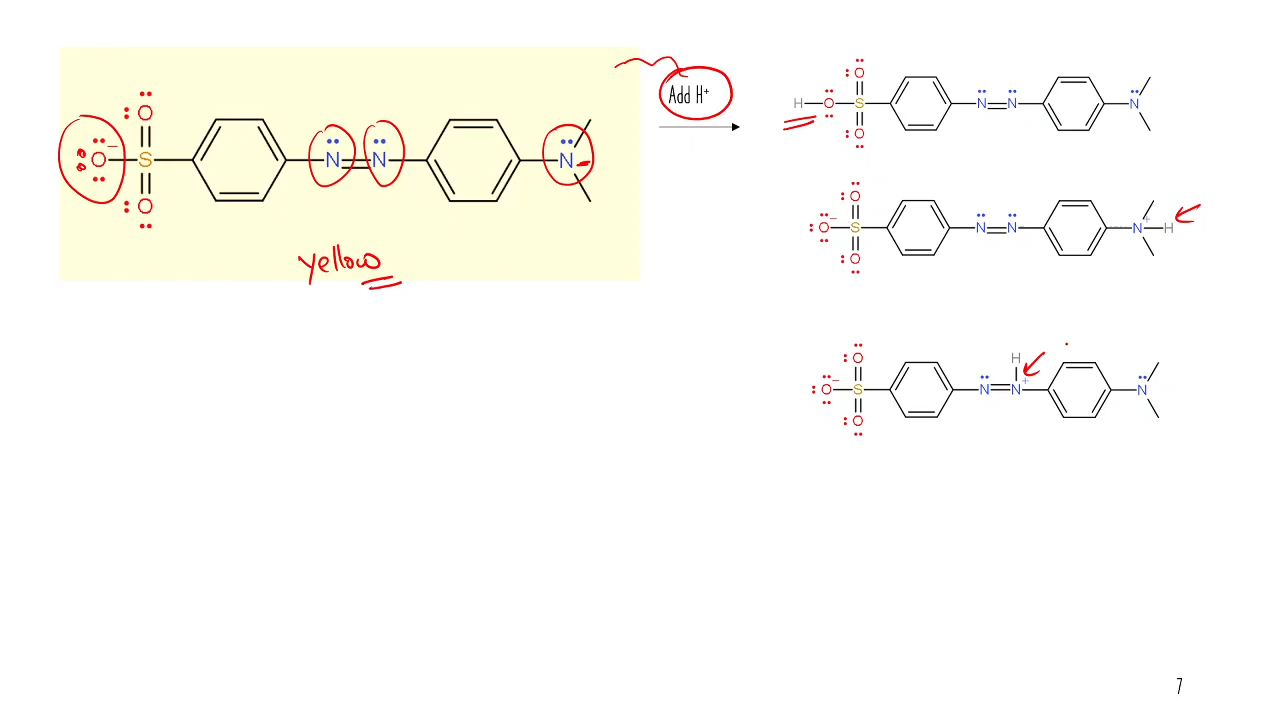 Add H⁺
yellow
O⁻ S O O N N N
H O S O O N N N
O⁻ S O O N N N⁺ H
O⁻ S O O N N⁺ H N
7